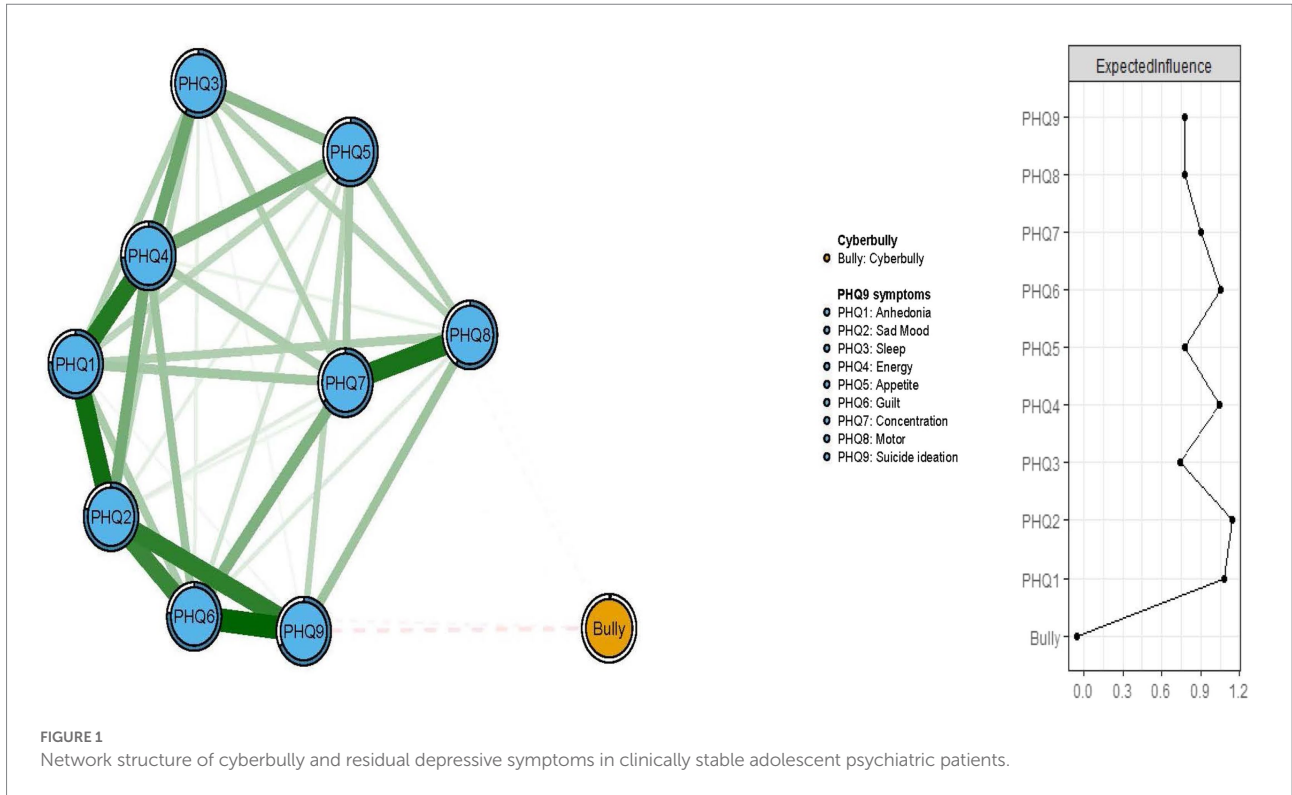 PHQ3
PHQ5
PHQ4
PHQ8
PHQ1
PHQ7
PHQ2
PHQ6
PHQ9
Bully
Cyberbully
Bully: Cyberbully
PHQ9 symptoms
PHQ1: Anhedonia
PHQ2: Sad Mood
PHQ3: Sleep
PHQ4: Energy
PHQ5: Appetite
PHQ6: Guilt
PHQ7: Concentration
PHQ8: Motor
PHQ9: Suicide ideation
ExpectedInfluence
PHQ9
PHQ8
PHQ7
PHQ6
PHQ5
PHQ4
PHQ3
PHQ2
PHQ1
Bully
0.0 0.3 0.6 0.9 1.2
FIGURE 1
Network structure of cyberbully and residual depressive symptoms in clinically stable adolescent psychiatric patients.